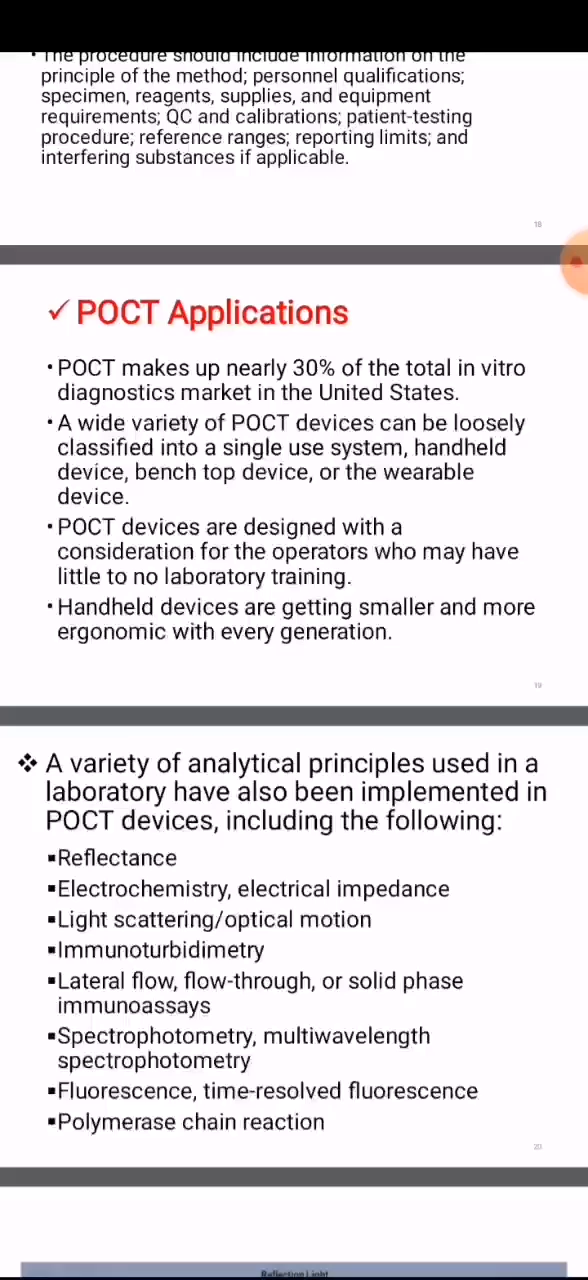 • The procedure should include information on the
principle of the method; personnel qualifications;
specimen, reagents, supplies, and equipment
requirements; QC and calibrations; patient-testing
procedure; reference ranges; reporting limits; and
interfering substances if applicable.
18
✓ POCT Applications
• POCT makes up nearly 30% of the total in vitro
diagnostics market in the United States.
• A wide variety of POCT devices can be loosely
classified into a single use system, handheld
device, bench top device, or the wearable
device.
• POCT devices are designed with a
consideration for the operators who may have
little to no laboratory training.
• Handheld devices are getting smaller and more
ergonomic with every generation.
19
❖ A variety of analytical principles used in a
laboratory have also been implemented in
POCT devices, including the following:
▪Reflectance
▪Electrochemistry, electrical impedance
▪Light scattering/optical motion
▪Immunoturbidimetry
▪Lateral flow, flow-through, or solid phase
immunoassays
▪Spectrophotometry, multiwavelength
spectrophotometry
▪Fluorescence, time-resolved fluorescence
▪Polymerase chain reaction
20
Reflection Light